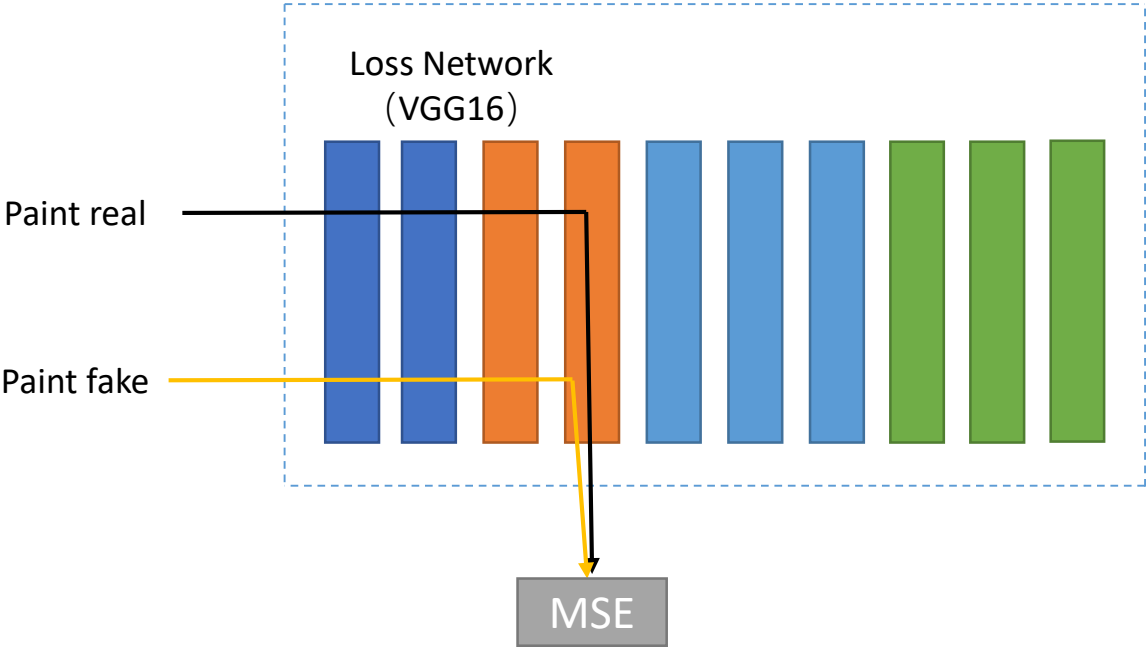 Loss Network
（VGG16）
Paint real
Paint fake
MSE